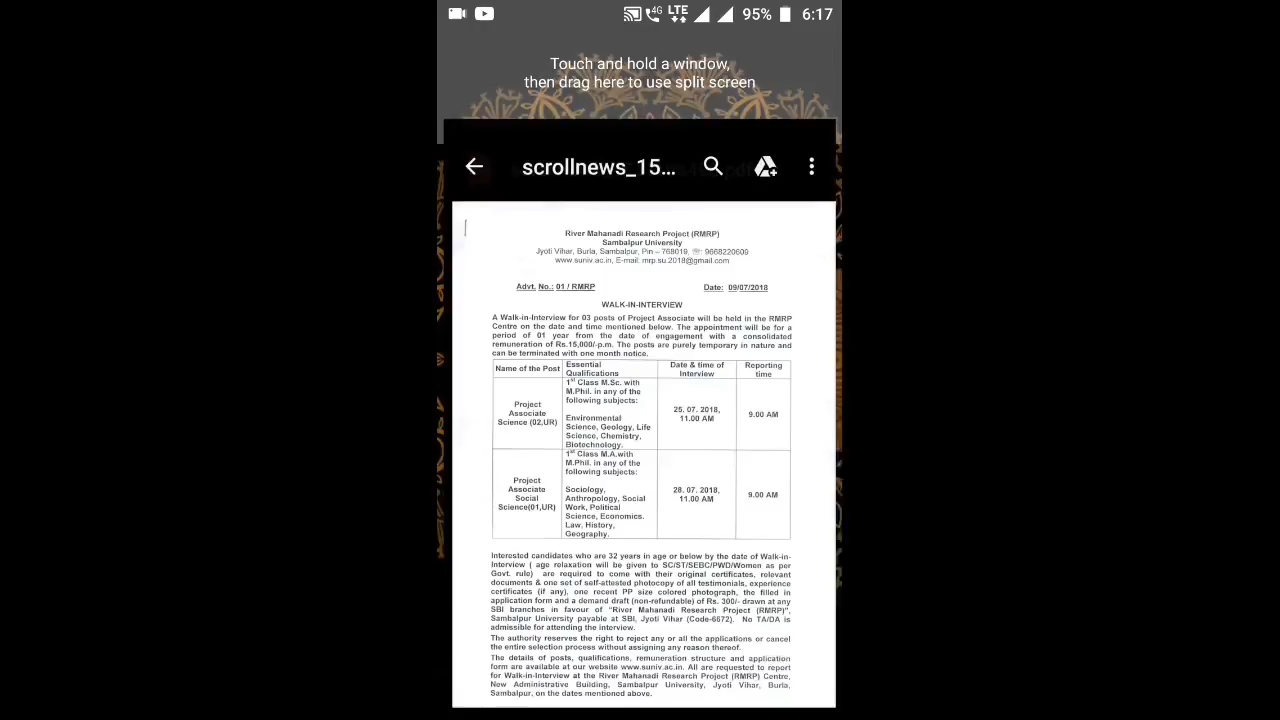 4G LTE 95% 6:17
Touch and hold a window,
then drag here to use split screen
scrollnews_15...
River Mahanadi Research Project (RMRP)
Sambalpur University
Jyoti Vihar, Burla, Sambalpur, Pin – 768019, ☏: 9668220609
www.suniv.ac.in, E-mail: mrp.su.2018@gmail.com
Advt. No.: 01 / RMRP Date: 09/07/2018
WALK-IN-INTERVIEW
A Walk-in-Interview for 03 posts of Project Associate will be held in the RMRP
Centre on the date and time mentioned below. The appointment will be for a
period of 01 year from the date of engagement with a consolidated
remuneration of Rs.15,000/-p.m. The posts are purely temporary in nature and
can be terminated with one month notice.
Name of the Post
Essential
Qualifications
Date & time of
Interview
Reporting
time
Project
Associate
Science (02,UR)
1st Class M.Sc. with
M.Phil. in any of the
following subjects:
Environmental
Science, Geology, Life
Science, Chemistry,
Biotechnology.
25. 07. 2018,
11.00 AM
9.00 AM
Project
Associate
Social
Science(01,UR)
1st Class M.A.with
M.Phil. in any of the
following subjects:
Sociology,
Anthropology, Social
Work, Political
Science, Economics.
Law, History,
Geography.
28. 07. 2018,
11.00 AM
9.00 AM
Interested candidates who are 32 years in age or below by the date of Walk-in-
Interview ( age relaxation will be given to SC/ST/SEBC/PWD/Women as per
Govt. rule) are required to come with their original certificates, relevant
documents & one set of self-attested photocopy of all testimonials, experience
certificates (if any), one recent PP size colored photograph, the filled in
application form and a demand draft (non-refundable) of Rs. 300/- drawn at any
SBI branches in favour of "River Mahanadi Research Project (RMRP)",
Sambalpur University payable at SBI, Jyoti Vihar (Code-6672). No TA/DA is
admissible for attending the interview.
The authority reserves the right to reject any or all the applications or cancel
the entire selection process without assigning any reason thereof.
The details of posts, qualifications, remuneration structure and application
form are available at our website www.suniv.ac.in. All are requested to report
for Walk-in-Interview at the River Mahanadi Research Project (RMRP) Centre,
New Administrative Building, Sambalpur University, Jyoti Vihar, Burla,
Sambalpur, on the dates mentioned above.